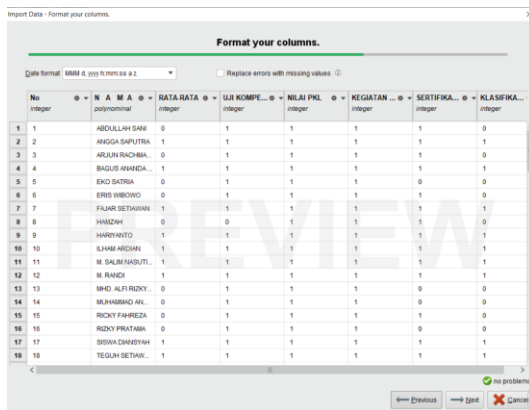 Import Data - Format your columns.
Format your columns.
Date format MMM d, yyyy h:mm:ss a z Replace errors with missing values
No N A M A RATA-RATA UJI KOMPE... NILAI PKL KEGIATAN ... SERTIFIKA... KLASIFIKA...
integer polynominal integer integer integer integer integer integer
1 1 ABDULLAH SANI 0 1 1 1 1 0
2 2 ANGGA SAPUTRA 1 1 1 1 1 1
3 3 ARJUN RACHMA... 0 1 1 1 1 0
4 4 BAGUS ANANDA... 1 1 1 1 1 1
5 5 EKO SATRIA 0 1 1 1 0 0
6 6 ERIS WIBOWO 0 1 1 1 1 1
7 7 FAJAR SETIAWAN 1 1 1 1 1 1
8 8 HAMZAH 0 0 1 1 1 0
9 9 HARIYANTO 1 1 1 1 1 1
10 10 ILHAM ARDIAN 0 1 1 1 1 1
11 11 M. SALIM NASUTI... 1 1 1 1 1 1
12 12 M. RANDI 1 1 1 1 1 1
13 13 MHD. ALFI RIZKY... 0 1 1 1 0 0
14 14 MUHAMMAD AN... 0 1 1 1 0 0
15 15 RICKY FAHREZA 0 1 1 1 1 0
16 16 RIZKY PRATAMA 0 1 1 1 0 0
17 17 SISWA DIANSYAH 1 1 1 1 1 1
18 18 TEGUH SETIAW... 1 1 1 1 1 1
PREVIEW
no problems
Previous Next Cancel